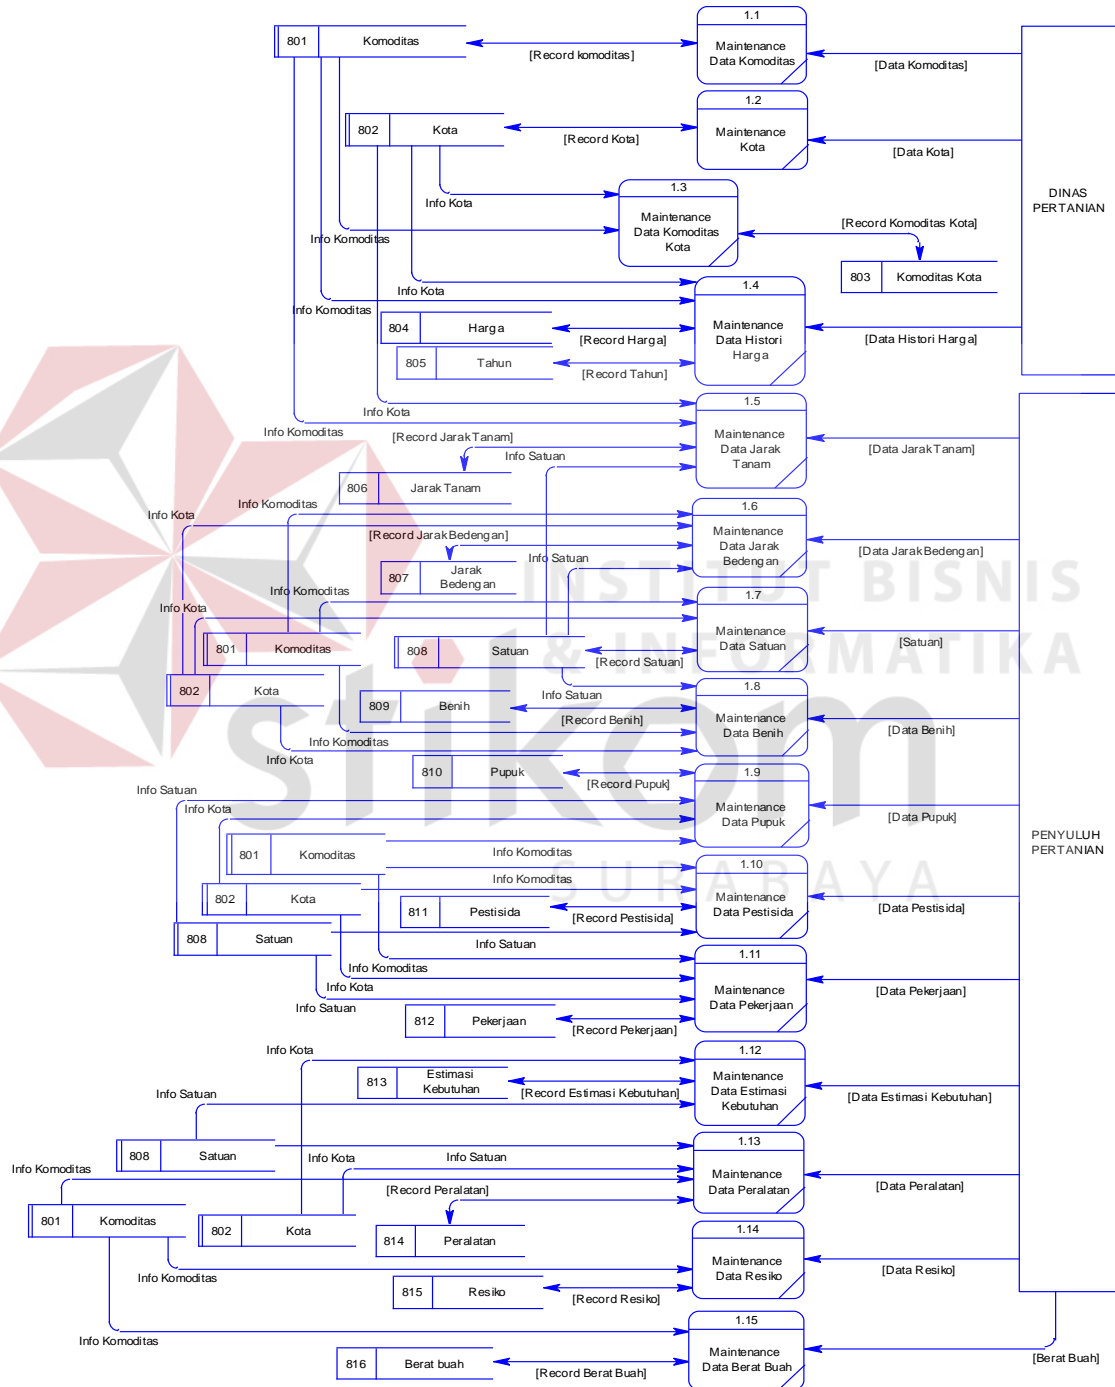 1.1
801 Komoditas
Maintenance
Data Komoditas
[Record komoditas]
[Data Komoditas]
1.2
802 Kota
Maintenance
Kota
[Record Kota]
[Data Kota]
1.3
Info Kota
Maintenance
Data Komoditas
Kota
DINAS
PERTANIAN
[Record Komoditas Kota]
Info Komoditas
803 Komoditas Kota
1.4
Info Kota
Info Komoditas
804 Harga
Maintenance
Data Histori
Harga
[Record Harga]
[Data Histori Harga]
805 Tahun
[Record Tahun]
1.5
Info Kota
Info Komoditas
[Record Jarak Tanam]
Maintenance
Data Jarak
Tanam
[Data Jarak Tanam]
Info Satuan
806 Jarak Tanam
1.6
Info Komoditas
Info Kota
[Record Jarak Bedengan]
Maintenance
Data Jarak
Bedengan
[Data Jarak Bedengan]
Info Satuan
807 Jarak
Bedengan
INSTITUT BISNIS
1.7
Info Komoditas
Info Kota
801 Komoditas
808 Satuan
Maintenance
Data Satuan
[Satuan]
& INFORMATIKA
[Record Satuan]
802 Kota
1.8
Info Satuan
809 Benih
Maintenance
Data Benih
[Record Benih]
[Data Benih]
stikom
Info Komoditas
Info Kota
1.9
810 Pupuk
[Record Pupuk]
Info Satuan
Info Kota
Maintenance
Data Pupuk
[Data Pupuk]
PENYULUH
PERTANIAN
801 Komoditas
Info Komoditas
1.10
SURABAYA
Info Komoditas
802 Kota
811 Pestisida
Maintenance
Data Pestisida
[Record Pestisida]
[Data Pestisida]
808 Satuan
Info Satuan
1.11
Info Komoditas
Info Kota
Info Satuan
Maintenance
Data Pekerjaan
[Data Pekerjaan]
812 Pekerjaan
[Record Pekerjaan]
1.12
Info Kota
813 Estimasi
Kebutuhan
Maintenance
Data Estimasi
Kebutuhan
[Record Estimasi Kebutuhan]
[Data Estimasi Kebutuhan]
Info Satuan
1.13
808 Satuan
Info Kota
Info Satuan
Info Komoditas
Maintenance
Data Peralatan
[Record Peralatan]
[Data Peralatan]
801 Komoditas
802 Kota
814 Peralatan
1.14
Maintenance
Data Resiko
[Data Resiko]
Info Komoditas
815 Resiko
[Record Resiko]
1.15
Info Komoditas
Maintenance
Data Berat Buah
[Berat Buah]
816 Berat buah
[Record Berat Buah]